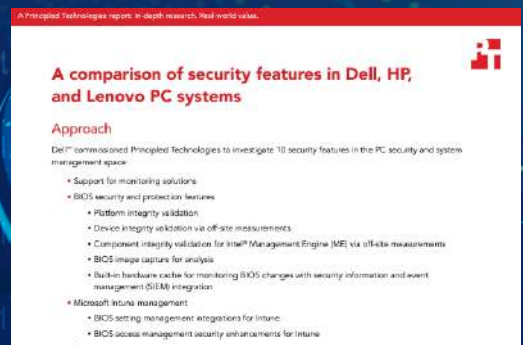 A Principled Technologies report: In-depth research. Real-world value.
PT
A comparison of security features in Dell, HP,
and Lenovo PC systems
Approach
Dell™ commissioned Principled Technologies to investigate 10 security features in the PC security and system
management space:
• Support for monitoring solutions
• BIOS security and protection features
• Platform integrity validation
• Device integrity validation via off-site measurements
• Component integrity validation for Intel® Management Engine (ME) via off-site measurements
• BIOS image capture for analysis
• Built-in hardware cache for monitoring BIOS changes with security information and event
management (SIEM) integration
• Microsoft Intune management
• BIOS setting management integrations for Intune
• BIOS access management security enhancements for Intune